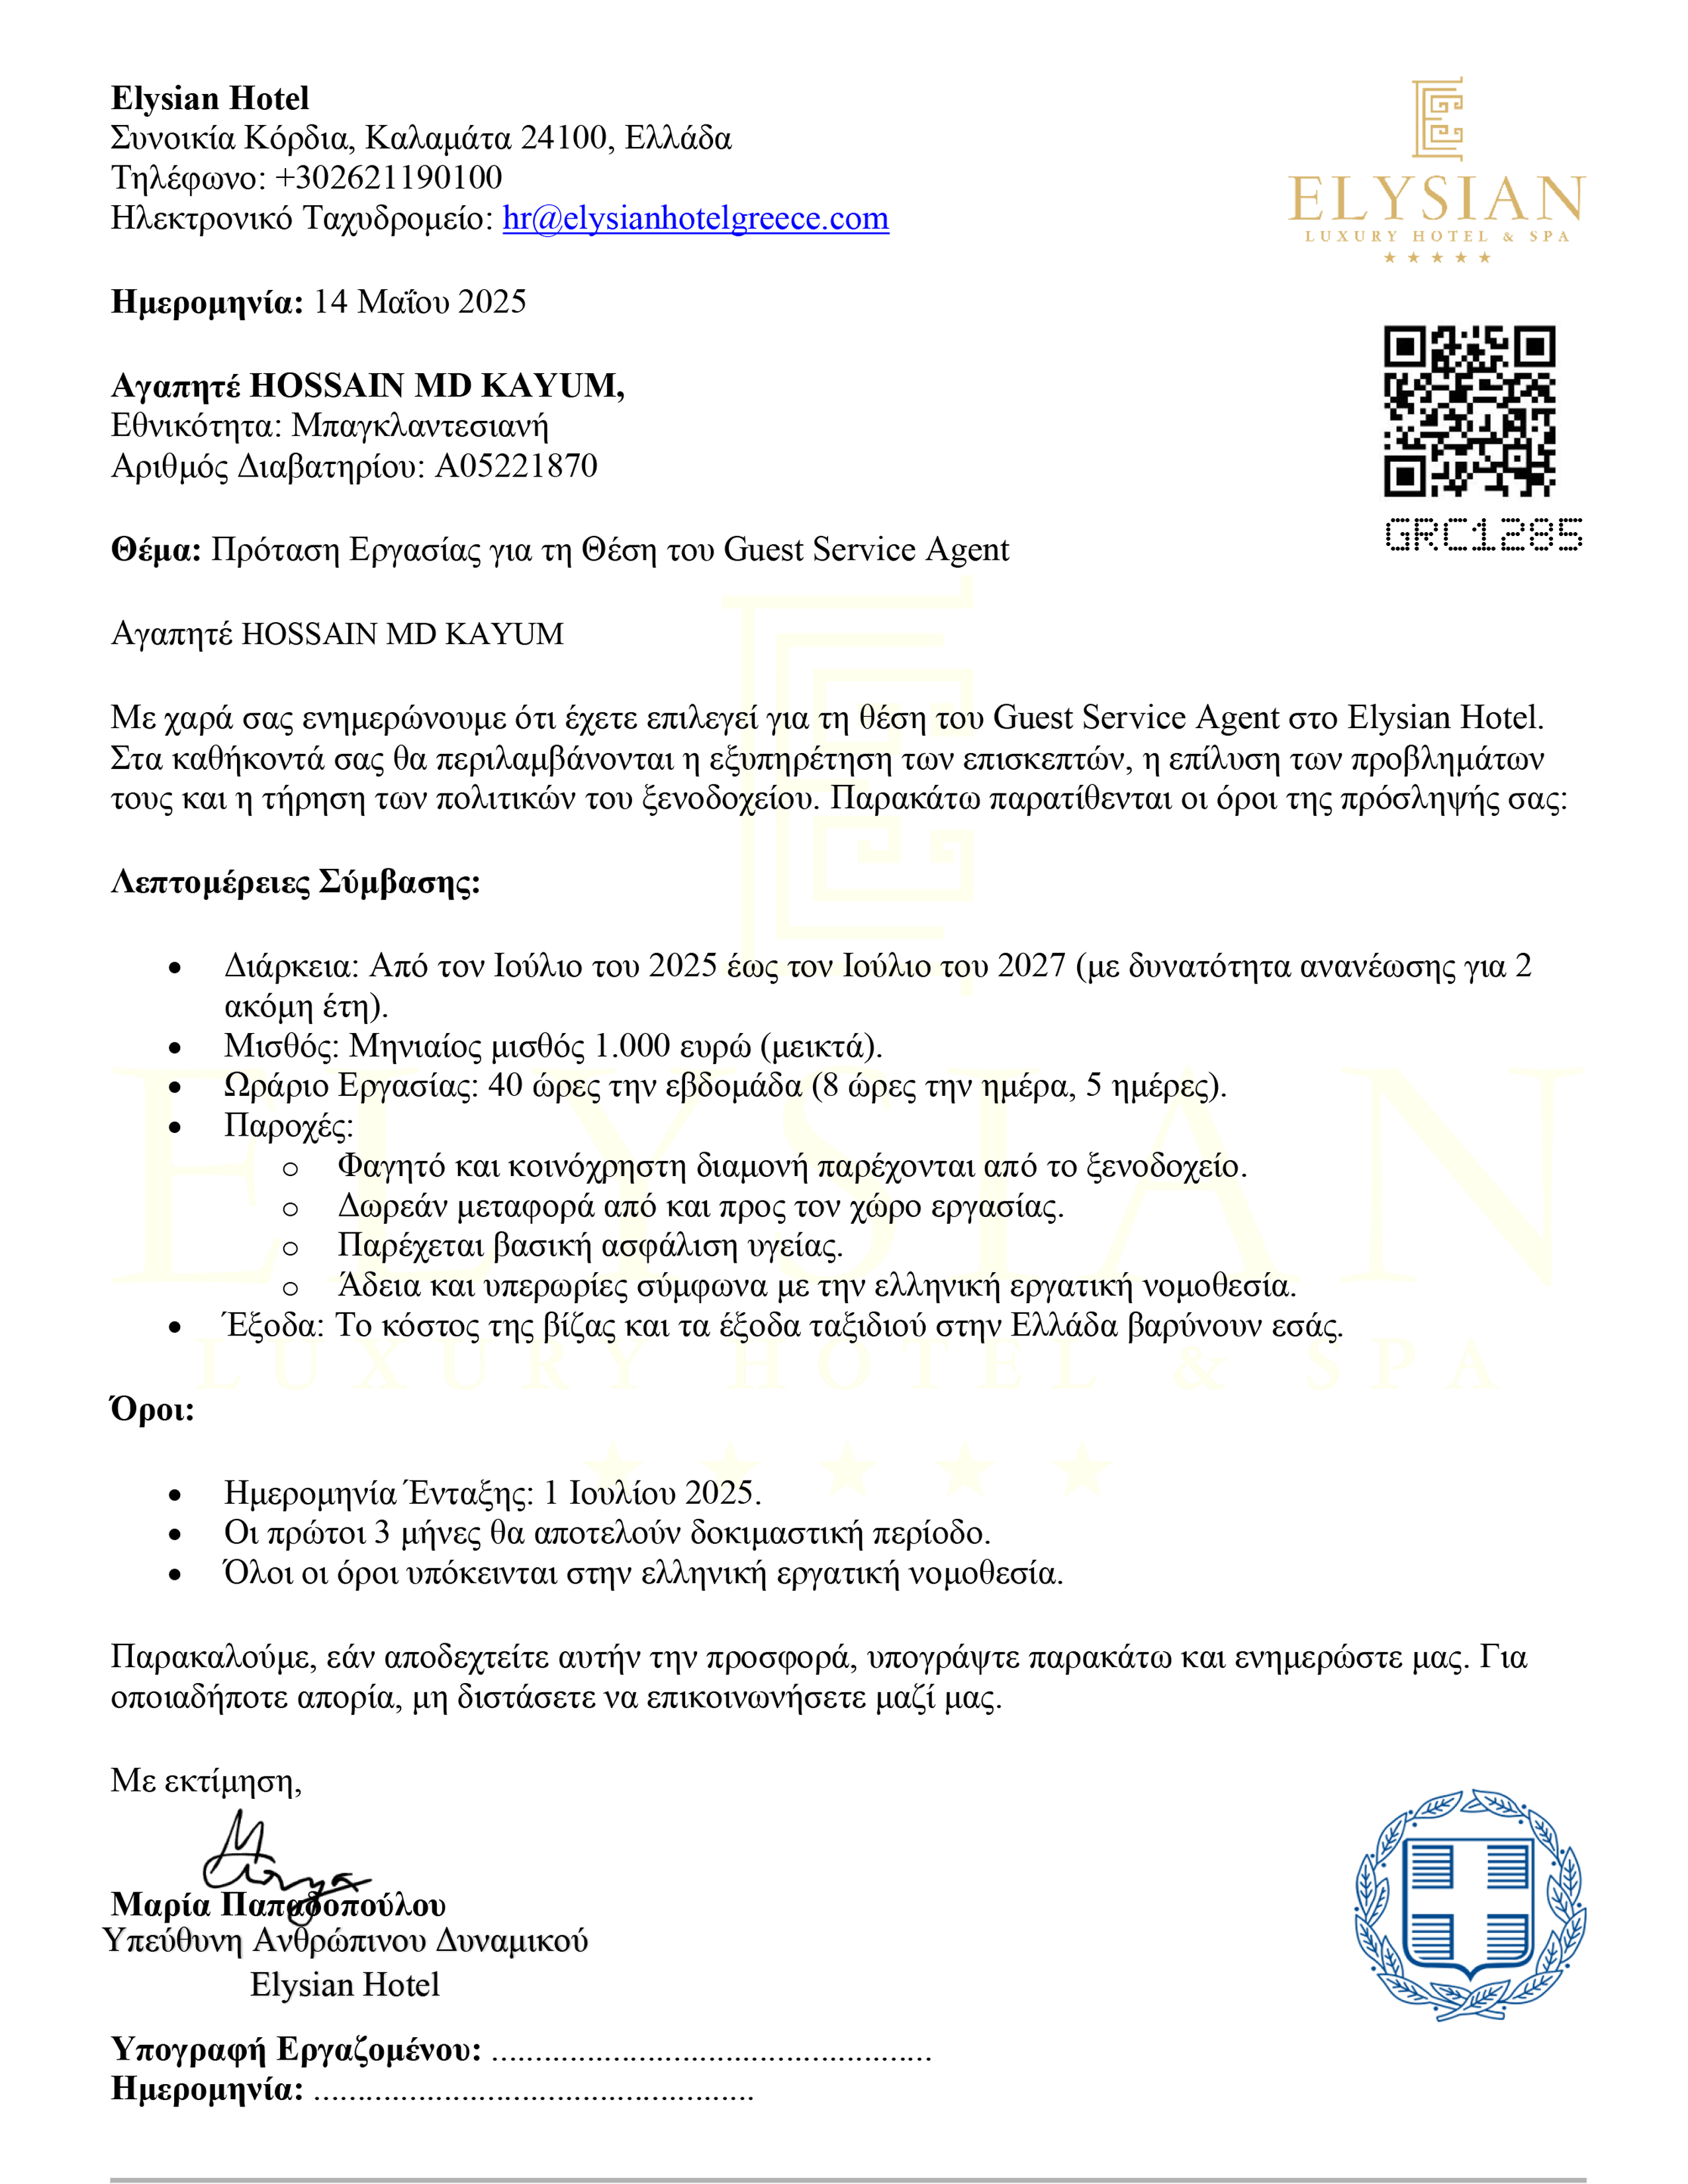 Elysian Hotel
Συνοικία Κόρδια, Καλαμάτα 24100, Ελλάδα
Τηλέφωνο: +302621190100
Ηλεκτρονικό Ταχυδρομείο: hr@elysianhotelgreece.com
ELYSIAN
LUXURY HOTEL & SPA
Ημερομηνία: 14 Μαΐου 2025
Αγαπητέ HOSSAIN MD KAYUM,
Εθνικότητα: Μπαγκλαντεσιανή
Αριθμός Διαβατηρίου: A05221870
GRC1285
Θέμα: Πρόταση Εργασίας για τη Θέση του Guest Service Agent
Αγαπητέ HOSSAIN MD KAYUM
Με χαρά σας ενημερώνουμε ότι έχετε επιλεγεί για τη θέση του Guest Service Agent στο Elysian Hotel.
Στα καθήκοντά σας θα περιλαμβάνονται η εξυπηρέτηση των επισκεπτών, η επίλυση των προβλημάτων
τους και η τήρηση των πολιτικών του ξενοδοχείου. Παρακάτω παρατίθενται οι όροι της πρόσληψής σας:
Λεπτομέρειες Σύμβασης:
• Διάρκεια: Από τον Ιούλιο του 2025 έως τον Ιούλιο του 2027 (με δυνατότητα ανανέωσης για 2
ακόμη έτη).
• Μισθός: Μηνιαίος μισθός 1.000 ευρώ (μεικτά).
• Ωράριο Εργασίας: 40 ώρες την εβδομάδα (8 ώρες την ημέρα, 5 ημέρες).
• Παροχές:
o Φαγητό και κοινόχρηστη διαμονή παρέχονται από το ξενοδοχείο.
o Δωρεάν μεταφορά από και προς τον χώρο εργασίας.
o Παρέχεται βασική ασφάλιση υγείας.
o Άδεια και υπερωρίες σύμφωνα με την ελληνική εργατική νομοθεσία.
• Έξοδα: Το κόστος της βίζας και τα έξοδα ταξιδιού στην Ελλάδα βαρύνουν εσάς.
ELYSIAN
LUXURY HOTEL & SPA
Όροι:
• Ημερομηνία Ένταξης: 1 Ιουλίου 2025.
• Οι πρώτοι 3 μήνες θα αποτελούν δοκιμαστική περίοδο.
• Όλοι οι όροι υπόκεινται στην ελληνική εργατική νομοθεσία.
Παρακαλούμε, εάν αποδεχτείτε αυτήν την προσφορά, υπογράψτε παρακάτω και ενημερώστε μας. Για
οποιαδήποτε απορία, μη διστάσετε να επικοινωνήσετε μαζί μας.
Με εκτίμηση,
Μαρία Παπαδοπούλου
Υπεύθυνη Ανθρώπινου Δυναμικού
Elysian Hotel
Υπογραφή Εργαζομένου: ...................................................
Ημερομηνία: ...................................................